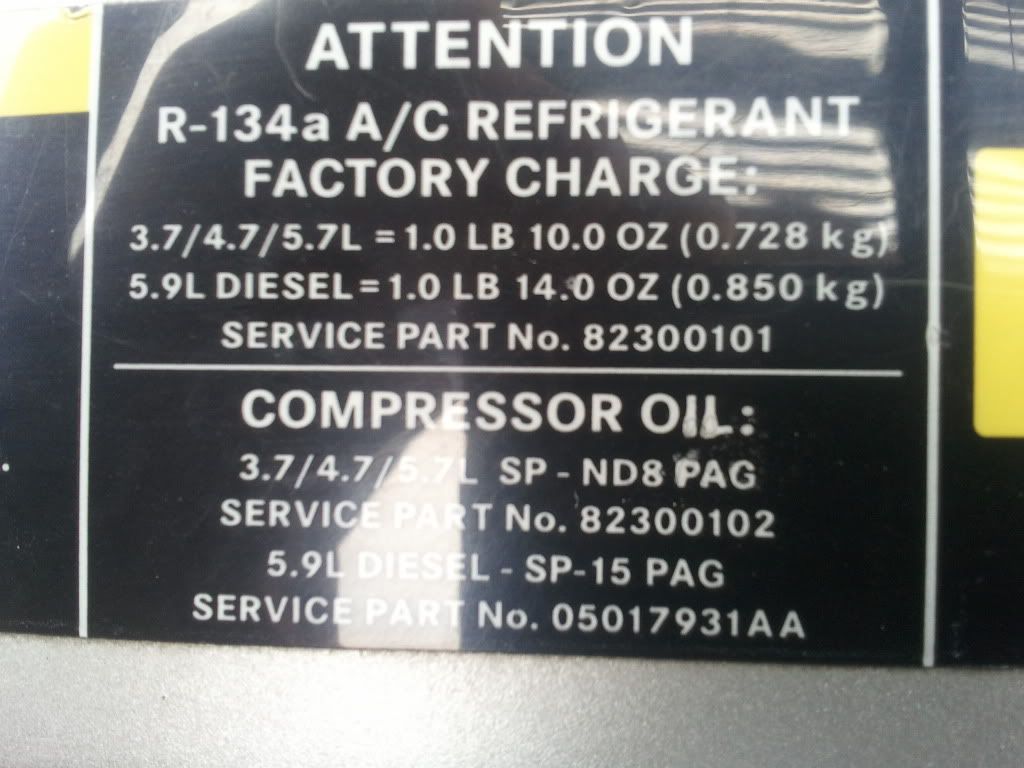 ATTENTION
R-134a A/C REFRIGERANT
FACTORY CHARGE:
3.7/4.7/5.7L = 1.0 LB 10.0 OZ (0.728 kg)
5.9L DIESEL = 1.0 LB 14.0 OZ (0.850 kg)
SERVICE PART No. 82300101
COMPRESSOR OIL:
3.7/4.7/5.7L SP - ND8 PAG
SERVICE PART No. 82300102
5.9L DIESEL - SP-15 PAG
SERVICE PART No. 05017931AA